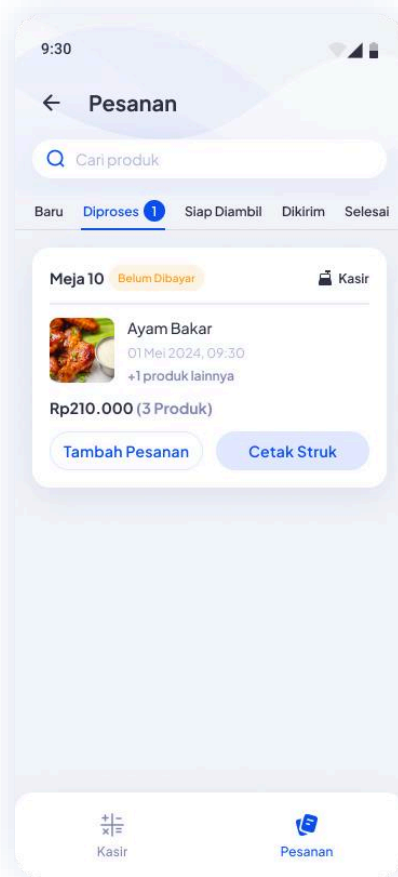 9:30
Pesanan
Cari produk
Baru Diproses 1 Siap Diambil Dikirim Selesai
Meja 10 Belum Dibayar Kasir
Ayam Bakar
01 Mei 2024, 09:30
+1 produk lainnya
Rp210.000 (3 Produk)
Tambah Pesanan Cetak Struk
Kasir Pesanan